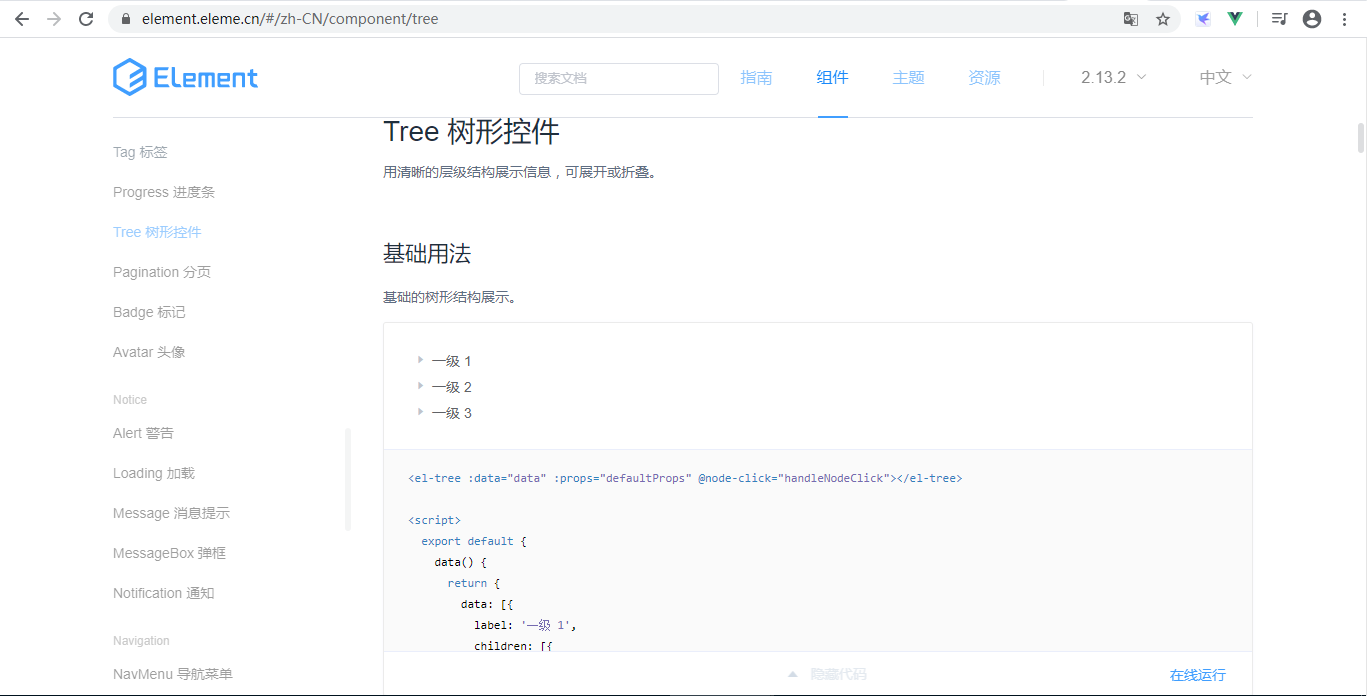 element.eleme.cn/#/zh-CN/component/tree
Element
搜索文档
指南
组件
主题
资源
2.13.2
中文
Tag 标签
Progress 进度条
Tree 树形控件
Pagination 分页
Badge 标记
Avatar 头像
Notice
Alert 警告
Loading 加载
Message 消息提示
MessageBox 弹框
Notification 通知
Navigation
NavMenu 导航菜单
Tree 树形控件
用清晰的层级结构展示信息，可展开或折叠。
基础用法
基础的树形结构展示。
一级 1
一级 2
一级 3
<el-tree :data="data" :props="defaultProps" @node-click="handleNodeClick"></el-tree>
<script>
export default {
data() {
return {
data: [{
label: '一级 1',
children: [{
隐藏代码
在线运行